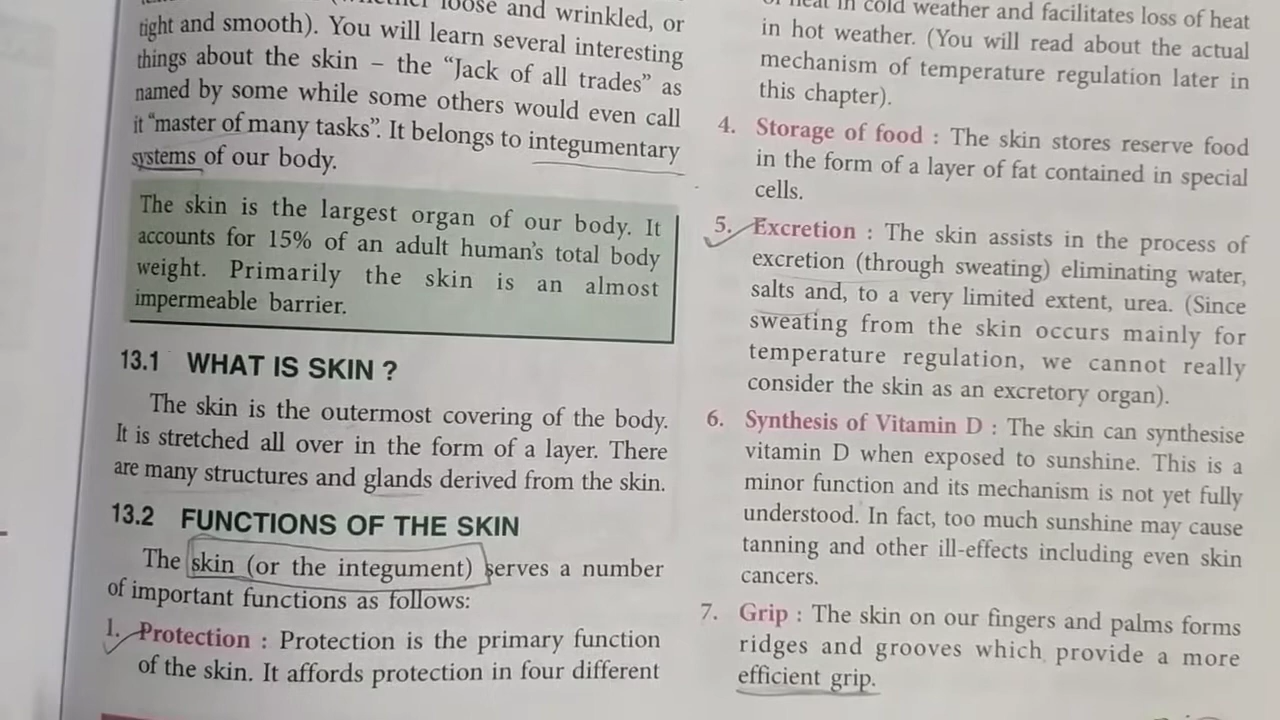 loose and wrinkled, or
tight and smooth). You will learn several interesting
things about the skin – the “Jack of all trades” as
named by some while some others would even call
it “master of many tasks”. It belongs to integumentary
systems of our body.
The skin is the largest organ of our body. It
accounts for 15% of an adult human’s total body
weight. Primarily the skin is an almost
impermeable barrier.
13.1 WHAT IS SKIN ?
The skin is the outermost covering of the body.
It is stretched all over in the form of a layer. There
are many structures and glands derived from the skin.
13.2 FUNCTIONS OF THE SKIN
The skin (or the integument) serves a number
of important functions as follows:
1. Protection : Protection is the primary function
of the skin. It affords protection in four different
of heat in cold weather and facilitates loss of heat
in hot weather. (You will read about the actual
mechanism of temperature regulation later in
this chapter).
4. Storage of food : The skin stores reserve food
in the form of a layer of fat contained in special
cells.
5. Excretion : The skin assists in the process of
excretion (through sweating) eliminating water,
salts and, to a very limited extent, urea. (Since
sweating from the skin occurs mainly for
temperature regulation, we cannot really
consider the skin as an excretory organ).
6. Synthesis of Vitamin D : The skin can synthesise
vitamin D when exposed to sunshine. This is a
minor function and its mechanism is not yet fully
understood. In fact, too much sunshine may cause
tanning and other ill-effects including even skin
cancers.
7. Grip : The skin on our fingers and palms forms
ridges and grooves which provide a more
efficient grip.